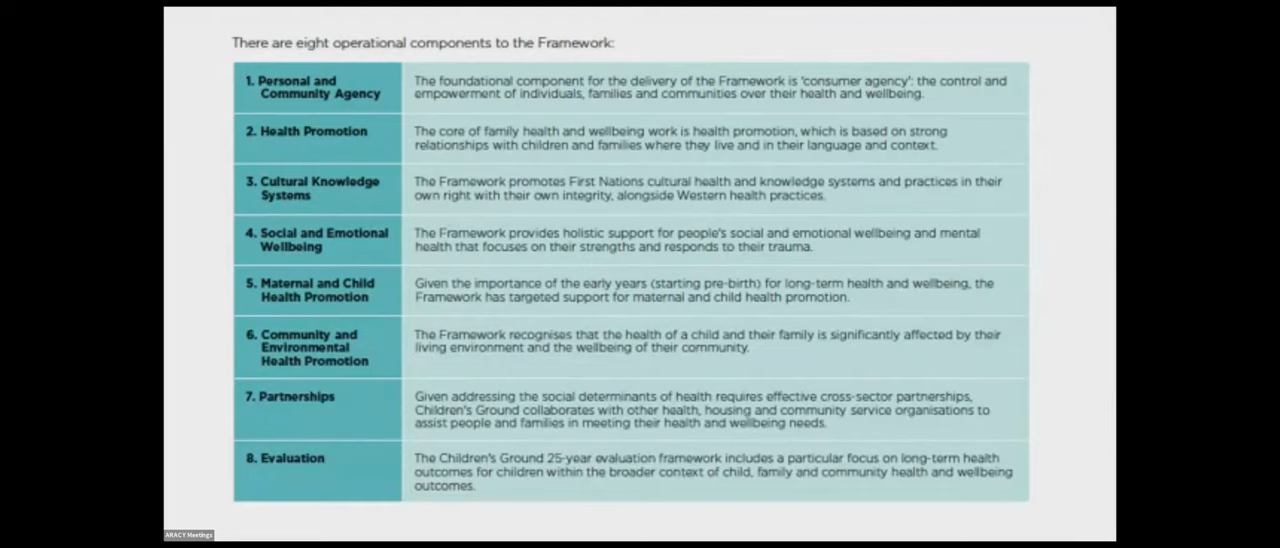 There are eight operational components to the Framework:
1. Personal and
Community Agency
The foundational component for the delivery of the Framework is 'consumer agency': the control and
empowerment of individuals, families and communities over their health and wellbeing.
2. Health Promotion
The core of family health and wellbeing work is health promotion, which is based on strong
relationships with children and families where they live and in their language and context.
3. Cultural Knowledge
Systems
The Framework promotes First Nations cultural health and knowledge systems and practices in their
own right with their own integrity, alongside Western health practices.
4. Social and Emotional
Wellbeing
The Framework provides holistic support for people's social and emotional wellbeing and mental
health that focuses on their strengths and responds to their trauma.
5. Maternal and Child
Health Promotion
Given the importance of the early years (starting pre-birth) for long-term health and wellbeing, the
Framework has targeted support for maternal and child health promotion.
6. Community and
Environmental
Health Promotion
The Framework recognises that the health of a child and their family is significantly affected by their
living environment and the wellbeing of their community.
7. Partnerships
Given addressing the social determinants of health requires effective cross-sector partnerships,
Children's Ground collaborates with other health, housing and community service organisations to
assist people and families in meeting their health and wellbeing needs.
8. Evaluation
The Children's Ground 25-year evaluation framework includes a particular focus on long-term health
outcomes for children within the broader context of child, family and community health and wellbeing
outcomes.
ARACY Meetings